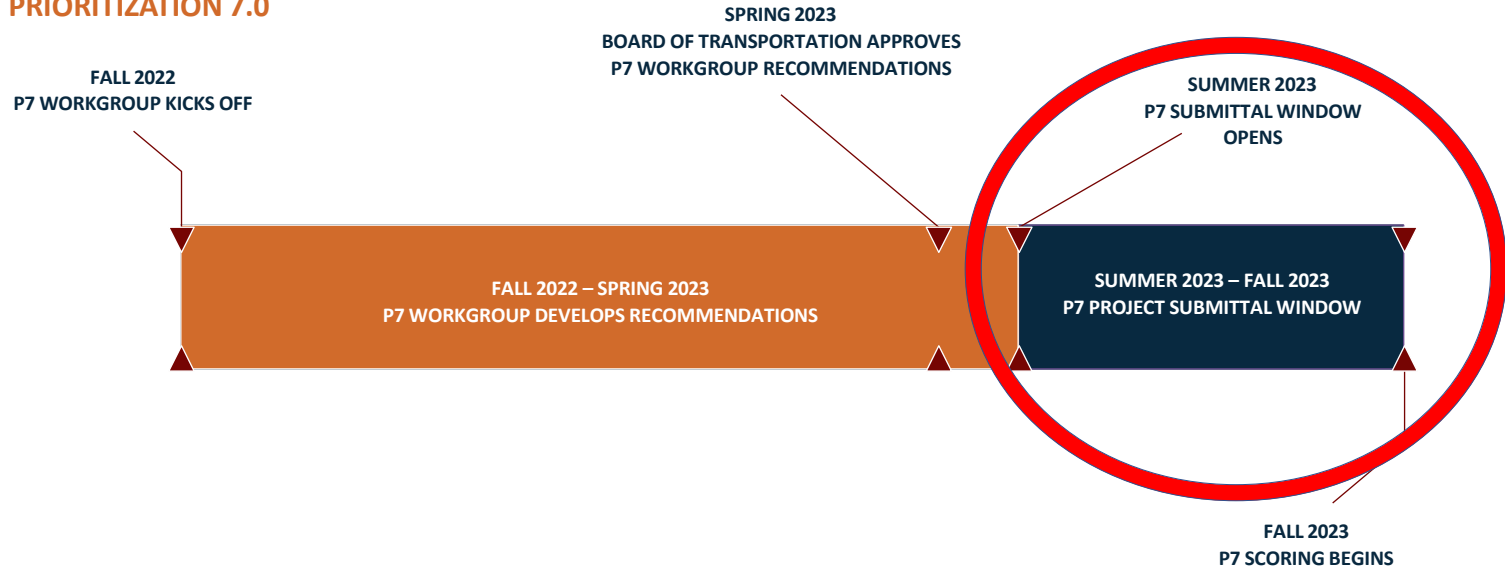 PRIORITIZATION 7.0
SPRING 2023
BOARD OF TRANSPORTATION APPROVES
P7 WORKGROUP RECOMMENDATIONS
FALL 2022
P7 WORKGROUP KICKS OFF
SUMMER 2023
P7 SUBMITTAL WINDOW
OPENS
FALL 2022 – SPRING 2023
P7 WORKGROUP DEVELOPS RECOMMENDATIONS
SUMMER 2023 – FALL 2023
P7 PROJECT SUBMITTAL WINDOW
FALL 2023
P7 SCORING BEGINS